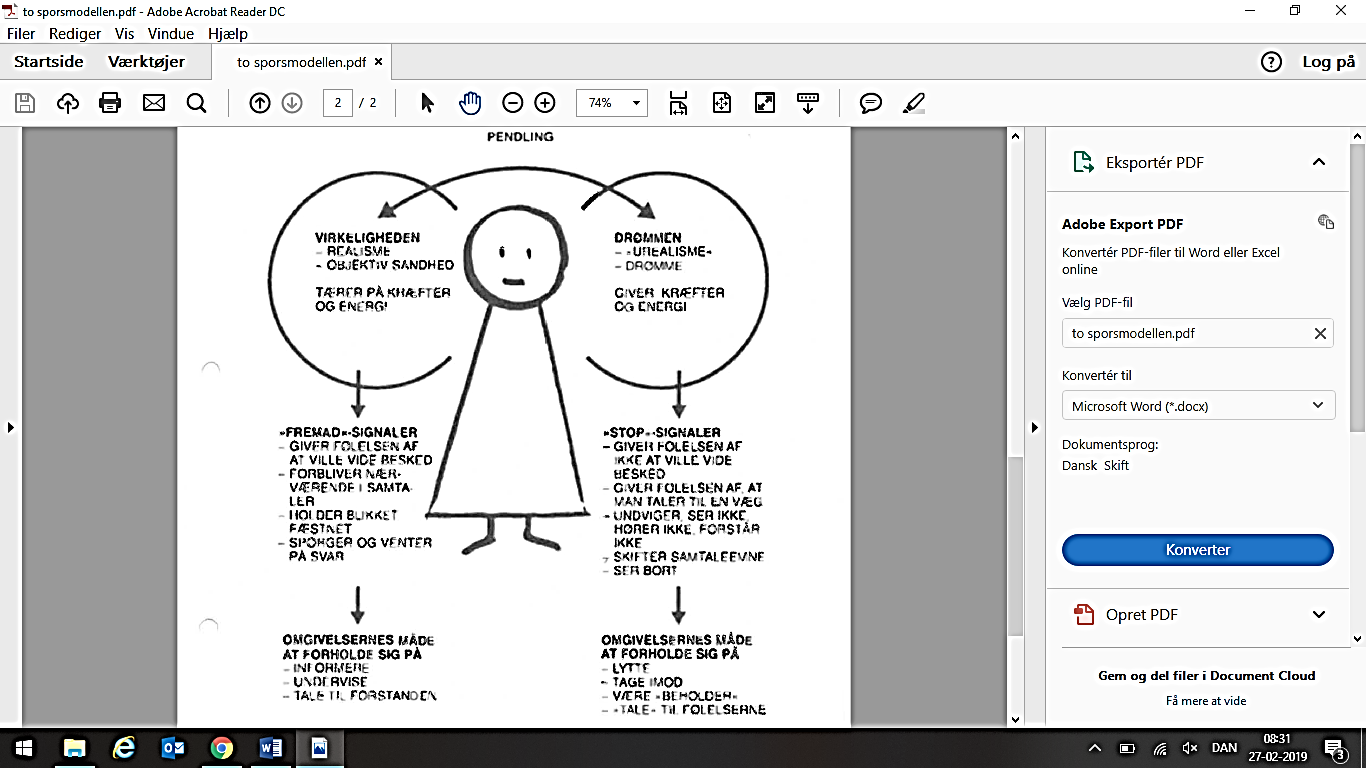 to sporsmodellen.pdf - Adobe Acrobat Reader DC
Filer Rediger Vis Vindue Hjælp
Startside Værktøjer to sporsmodellen.pdf Log på
2 / 2 74%
PENDLING
VIRKELIGHEDEN
- REALISME
- OBJEKTIV SANDHED
TÆRER PÅ KRÆFTER
OG ENERGI
DRØMMEN
- »UREALISME»
- DRØMME
GIVER KRÆFTER
OG ENERGI
»FREMAD»-SIGNALER
- GIVER FØLELSEN AF
AT VILLE VIDE BESKED
- FORBLIVER NÆR-
VÆRENDE I SAMTA-
LER
- HOLDER BLIKKET
FÆSTNET
- SPØRGER OG VENTER
PÅ SVAR
»STOP»-SIGNALER
- GIVER FØLELSEN AF
IKKE AT VILLE VIDE
BESKED
- GIVER FØLELSEN AF, AT
MAN TALER TIL EN VÆG
- UNDVIGER, SER IKKE,
HØRER IKKE, FORSTÅR
IKKE
- SKIFTER SAMTALEEVNE
- SER BORT
OMGIVELSERNES MÅDE
AT FORHOLDE SIG PÅ
- INFORMERE
- UNDERVISE
- TALE TIL FORSTANDEN
OMGIVELSERNES MÅDE
AT FORHOLDE SIG PÅ
- LYTTE
- TAGE IMOD
- VÆRE »BEHOLDER»
- »TALE» TIL FØLELSERNE
Eksportér PDF
Adobe Export PDF
Konvertér PDF-filer til Word eller Excel
online
Vælg PDF-fil
to sporsmodellen.pdf
Konvertér til
Microsoft Word (*.docx)
Dokumentsprog:
Dansk Skift
Konverter
Opret PDF
Gem og del filer i Document Cloud
Få mere at vide
DAN
08:31
27-02-2019
3